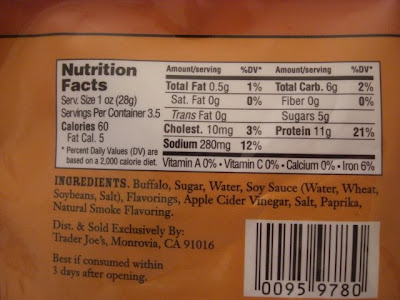 Nutrition Facts
Serv. Size 1 oz (28g)
Servings Per Container 3.5
Calories 60
Fat Cal. 5
* Percent Daily Values (DV) are
based on a 2,000 calorie diet.
Amount/serving %DV* Amount/serving %DV*
Total Fat 0.5g 1% Total Carb. 6g 2%
Sat. Fat 0g 0% Fiber 0g 0%
Trans Fat 0g Sugars 5g
Cholest. 10mg 3% Protein 11g 21%
Sodium 280mg 12%
Vitamin A 0% • Vitamin C 0% • Calcium 0% • Iron 6%
INGREDIENTS. Buffalo, Sugar, Water, Soy Sauce (Water, Wheat,
Soybeans, Salt), Flavorings, Apple Cider Vinegar, Salt, Paprika,
Natural Smoke Flavoring.
Dist. & Sold Exclusively By:
Trader Joe's, Monrovia, CA 91016
Best if consumed within
3 days after opening.
0095 9780